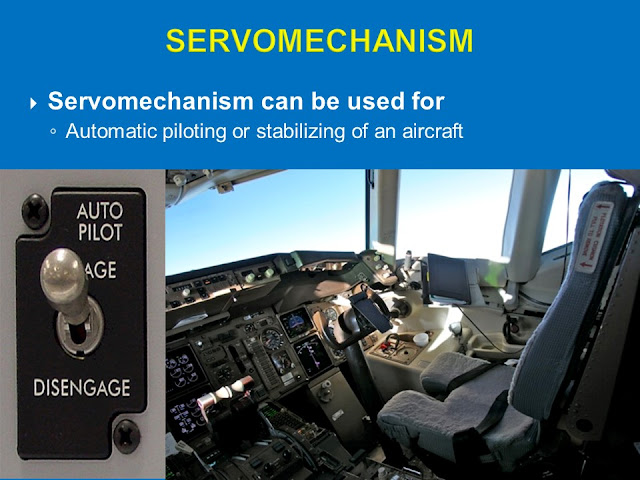 SERVOMECHANISM
Servomechanism can be used for
Automatic piloting or stabilizing of an aircraft
AUTO
PILOT
AGE
DISENGAGE